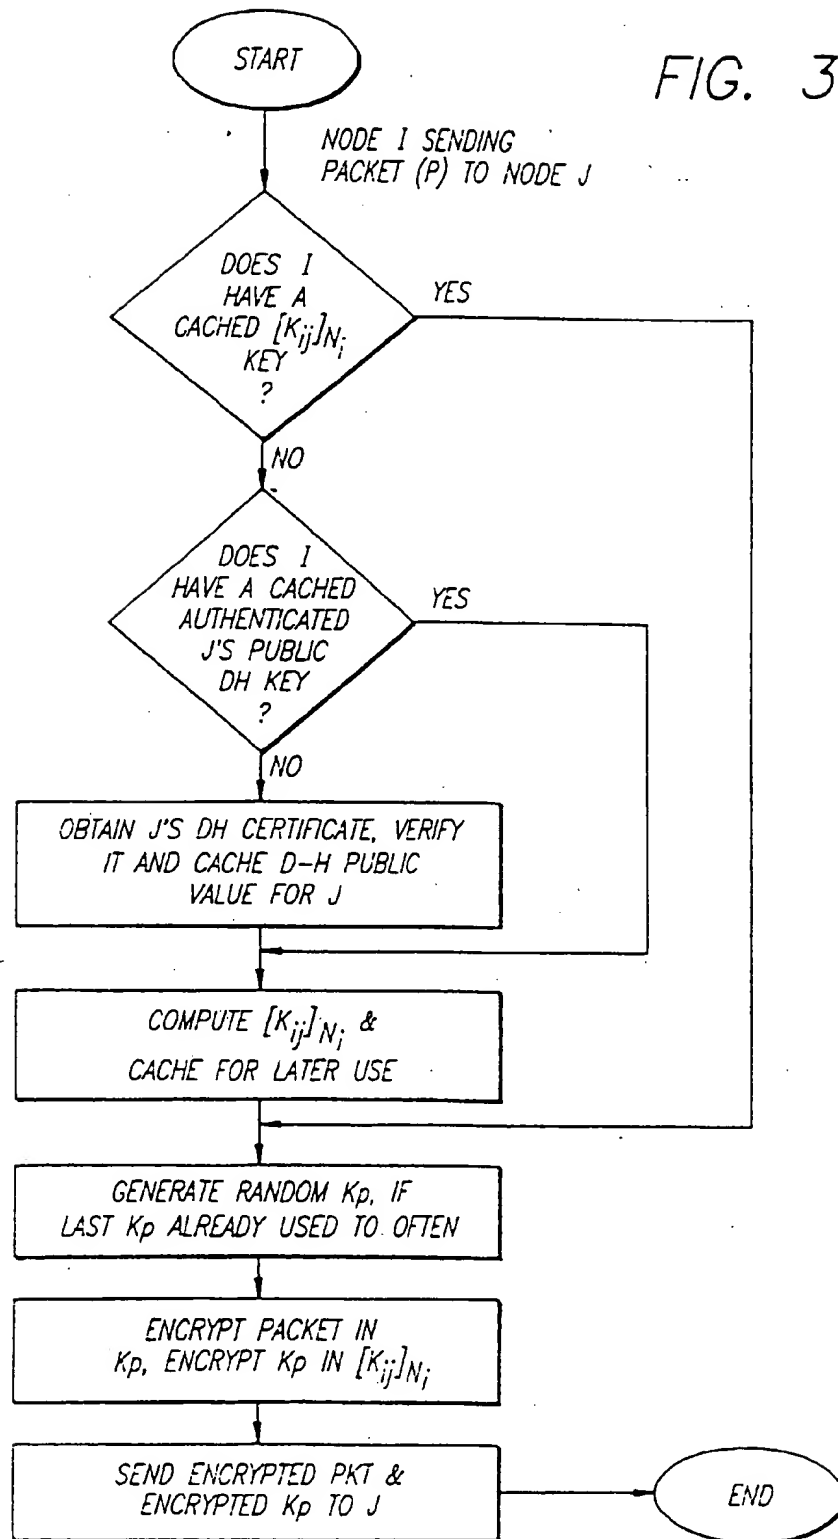 START
FIG. 3
NODE I SENDING
PACKET (P) TO NODE J
DOES I
HAVE A
CACHED [Kij]Ni
KEY
?
YES
NO
DOES I
HAVE A CACHED
AUTHENTICATED
J'S PUBLIC
DH KEY
?
YES
NO
OBTAIN J'S DH CERTIFICATE, VERIFY
IT AND CACHE D-H PUBLIC
VALUE FOR J
COMPUTE [Kij]Ni &
CACHE FOR LATER USE
GENERATE RANDOM Kp, IF
LAST Kp ALREADY USED TO OFTEN
ENCRYPT PACKET IN
Kp, ENCRYPT Kp IN [Kij]Ni
SEND ENCRYPTED PKT &
ENCRYPTED Kp TO J
END